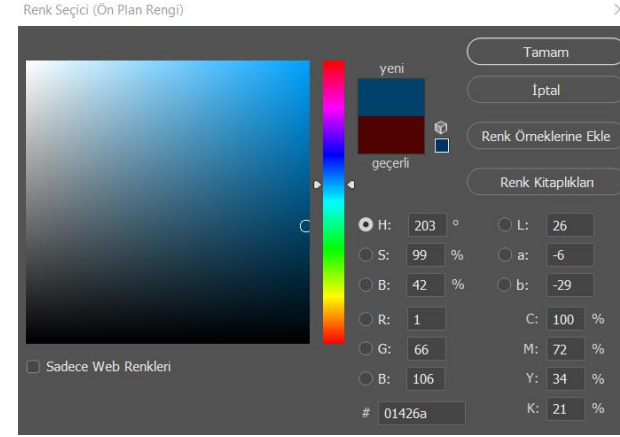 Renk Seçici (Ön Plan Rengi)
yeni
geçerli
Tamam
İptal
Renk Örneklerine Ekle
Renk Kitaplıkları
H: 203 °
S: 99 %
B: 42 %
R: 1
G: 66
B: 106
# 01426a
L: 26
a: -6
b: -29
C: 100 %
M: 72 %
Y: 34 %
K: 21 %
Sadece Web Renkleri